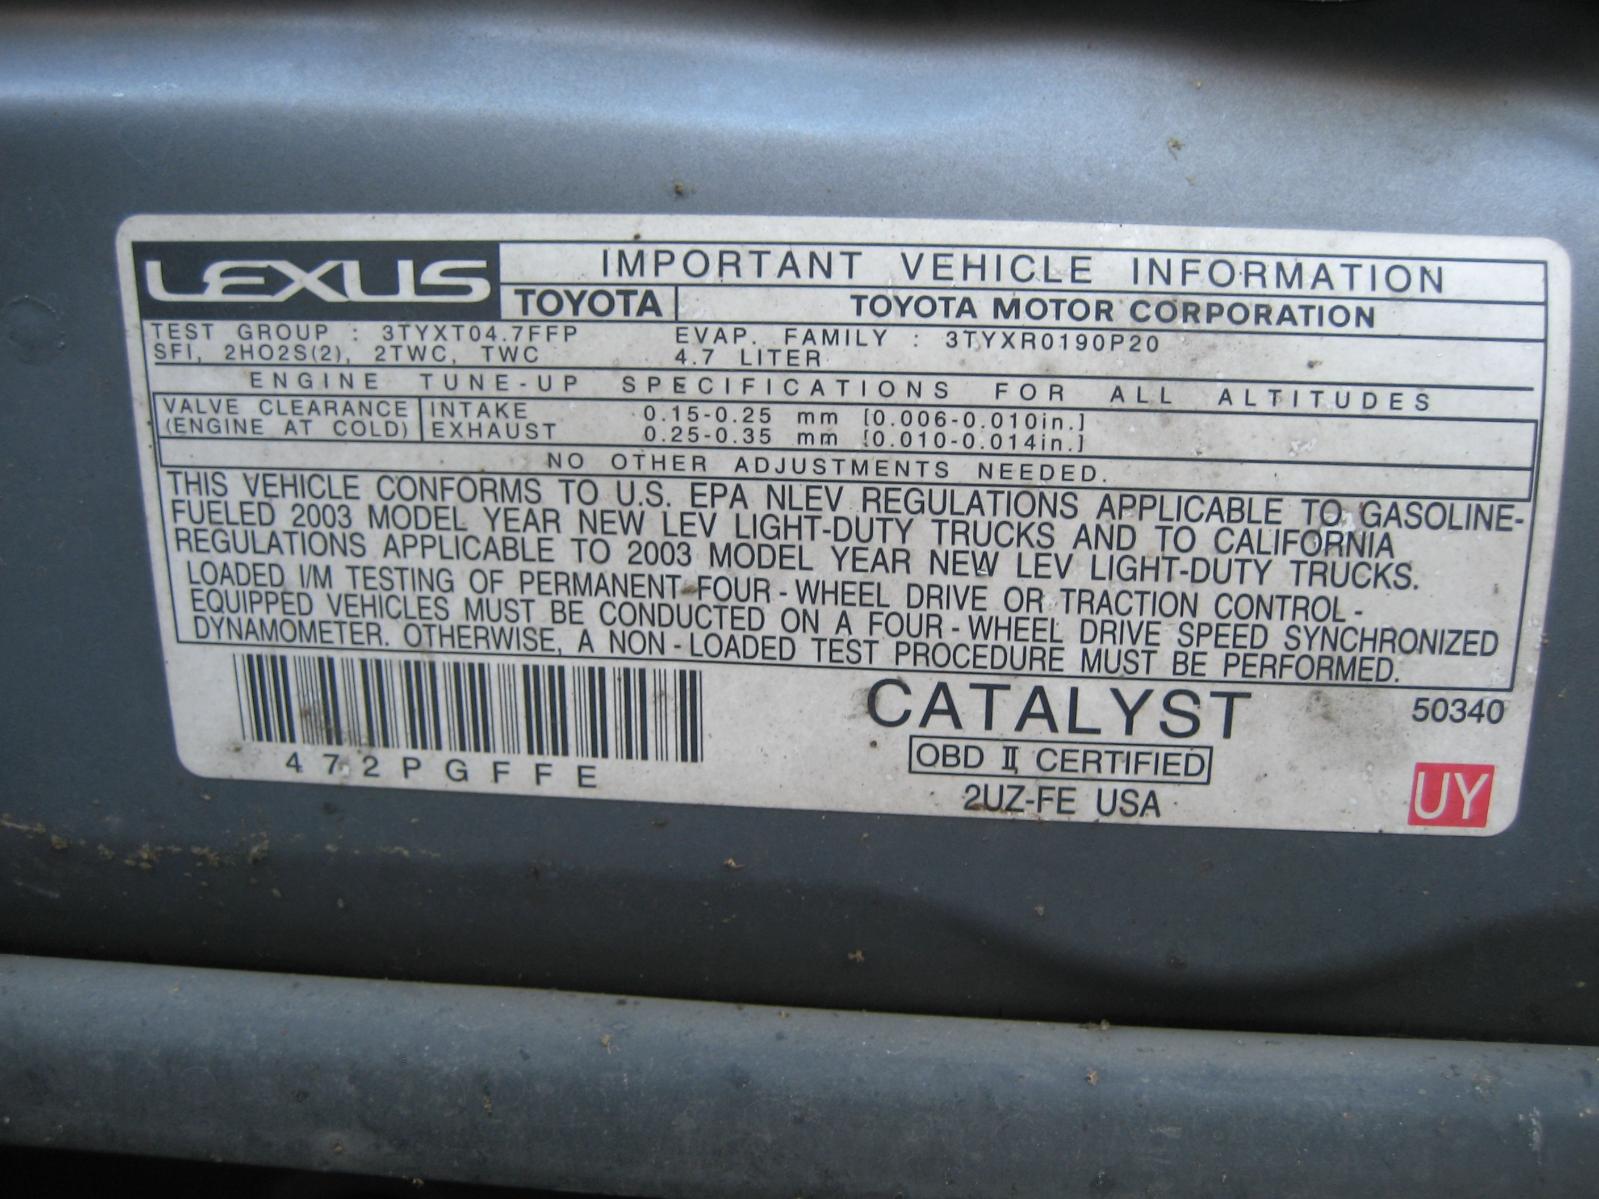 LEXUS IMPORTANT VEHICLE INFORMATION
TOYOTA TOYOTA MOTOR CORPORATION
TEST GROUP : 3TYXT04.7FFP EVAP. FAMILY : 3TYXR0190P20
SFI, 2HO2S(2), 2TWC, TWC 4.7 LITER
ENGINE TUNE-UP SPECIFICATIONS FOR ALL ALTITUDES
VALVE CLEARANCE INTAKE 0.15-0.25 mm [0.006-0.010in.]
(ENGINE AT COLD) EXHAUST 0.25-0.35 mm [0.010-0.014in.]
NO OTHER ADJUSTMENTS NEEDED.
THIS VEHICLE CONFORMS TO U.S. EPA NLEV REGULATIONS APPLICABLE TO GASOLINE-
FUELED 2003 MODEL YEAR NEW LEV LIGHT-DUTY TRUCKS AND TO CALIFORNIA
REGULATIONS APPLICABLE TO 2003 MODEL YEAR NEW LEV LIGHT-DUTY TRUCKS.
LOADED I/M TESTING OF PERMANENT FOUR-WHEEL DRIVE OR TRACTION CONTROL-
EQUIPPED VEHICLES MUST BE CONDUCTED ON A FOUR-WHEEL DRIVE SPEED SYNCHRONIZED
DYNAMOMETER. OTHERWISE, A NON-LOADED TEST PROCEDURE MUST BE PERFORMED.
CATALYST 50340
OBD II CERTIFIED
472PGFFE
2UZ-FE USA
UY